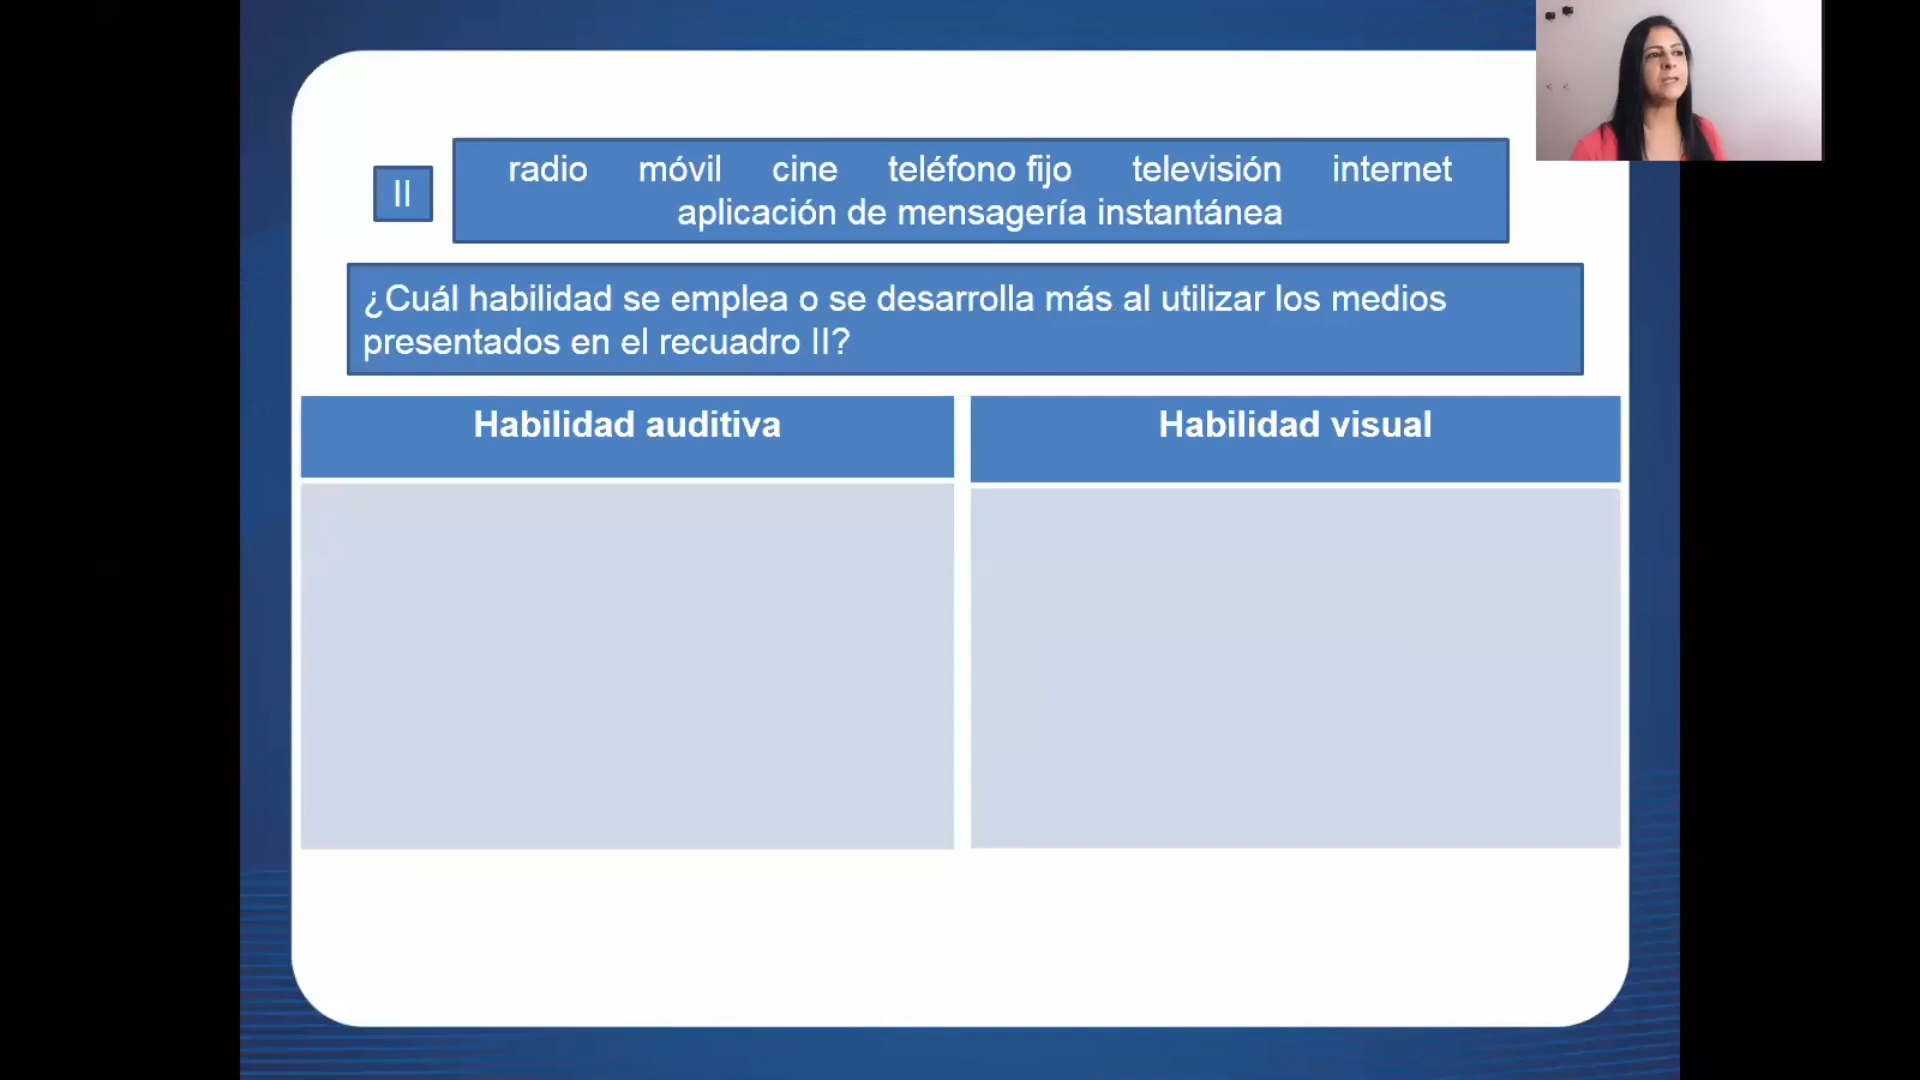 II
radio móvil cine teléfono fijo televisión internet
aplicación de mensagería instantánea
¿Cuál habilidad se emplea o se desarrolla más al utilizar los medios
presentados en el recuadro II?
Habilidad auditiva
Habilidad visual